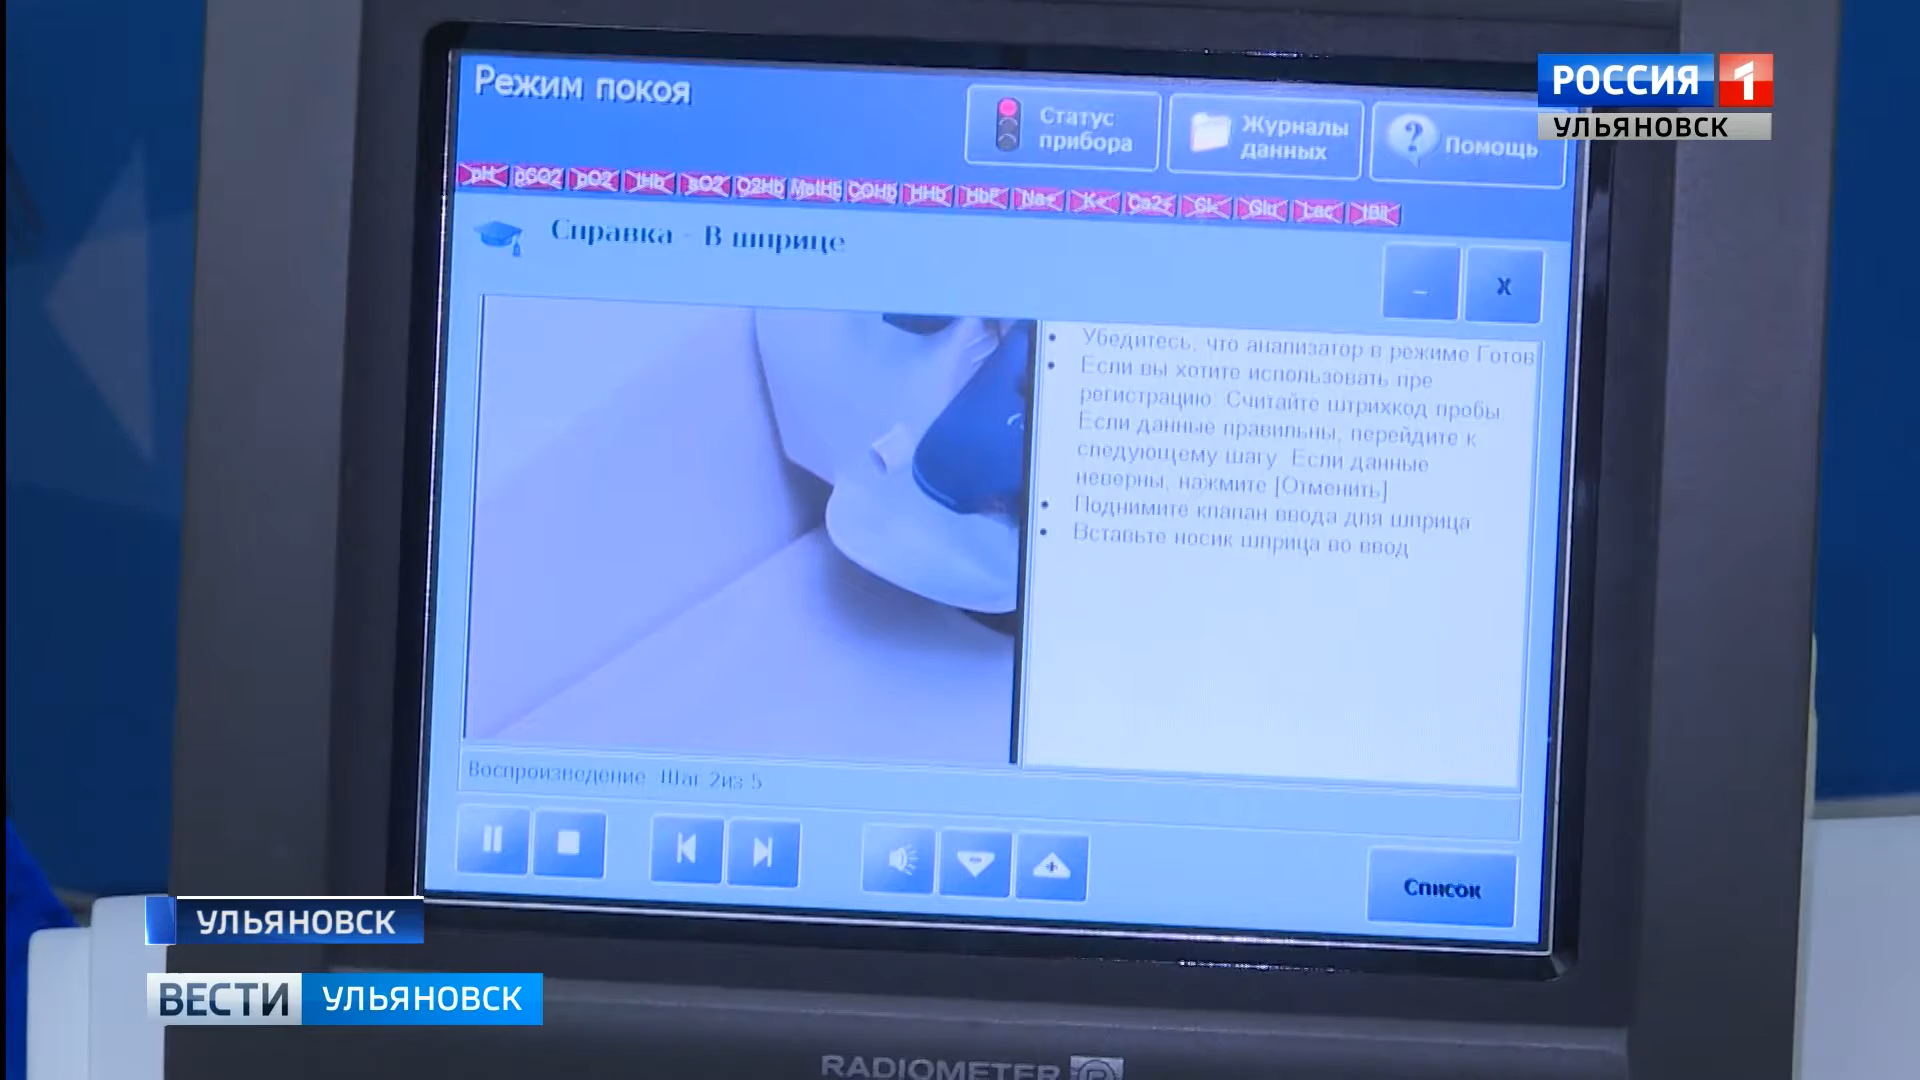 Режим покоя
Статус
прибора
Журналы
данных
Помощь
РОССИЯ 1
УЛЬЯНОВСК
pH pCO2 pO2 tHb sO2 O2Hb MetHb COHb HHb HbF Na+ K+ Ca2+ Cl- Glu Lac tBil
Справка - В шприце
_ X
Убедитесь, что анализатор в режиме Готов
Если вы хотите использовать пре
регистрацию: Считайте штрихкод пробы
Если данные правильны, перейдите к
следующему шагу. Если данные
неверны, нажмите [Отменить]
Поднимите клапан ввода для шприца
Вставьте носик шприца во ввод
Воспроизведение Шаг 2из 5
Список
УЛЬЯНОВСК
ВЕСТИ УЛЬЯНОВСК
RADIOMETER